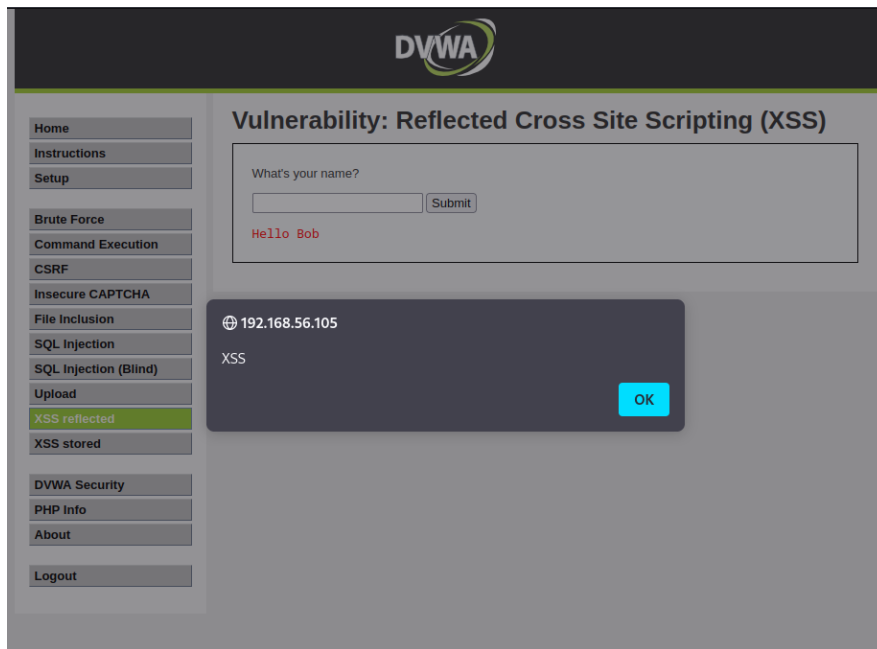 DVWA
Home
Instructions
Setup
Brute Force
Command Execution
CSRF
Insecure CAPTCHA
File Inclusion
SQL Injection
SQL Injection (Blind)
Upload
XSS reflected
XSS stored
DVWA Security
PHP Info
About
Logout
Vulnerability: Reflected Cross Site Scripting (XSS)
What's your name?
Submit
Hello Bob
192.168.56.105
XSS
OK